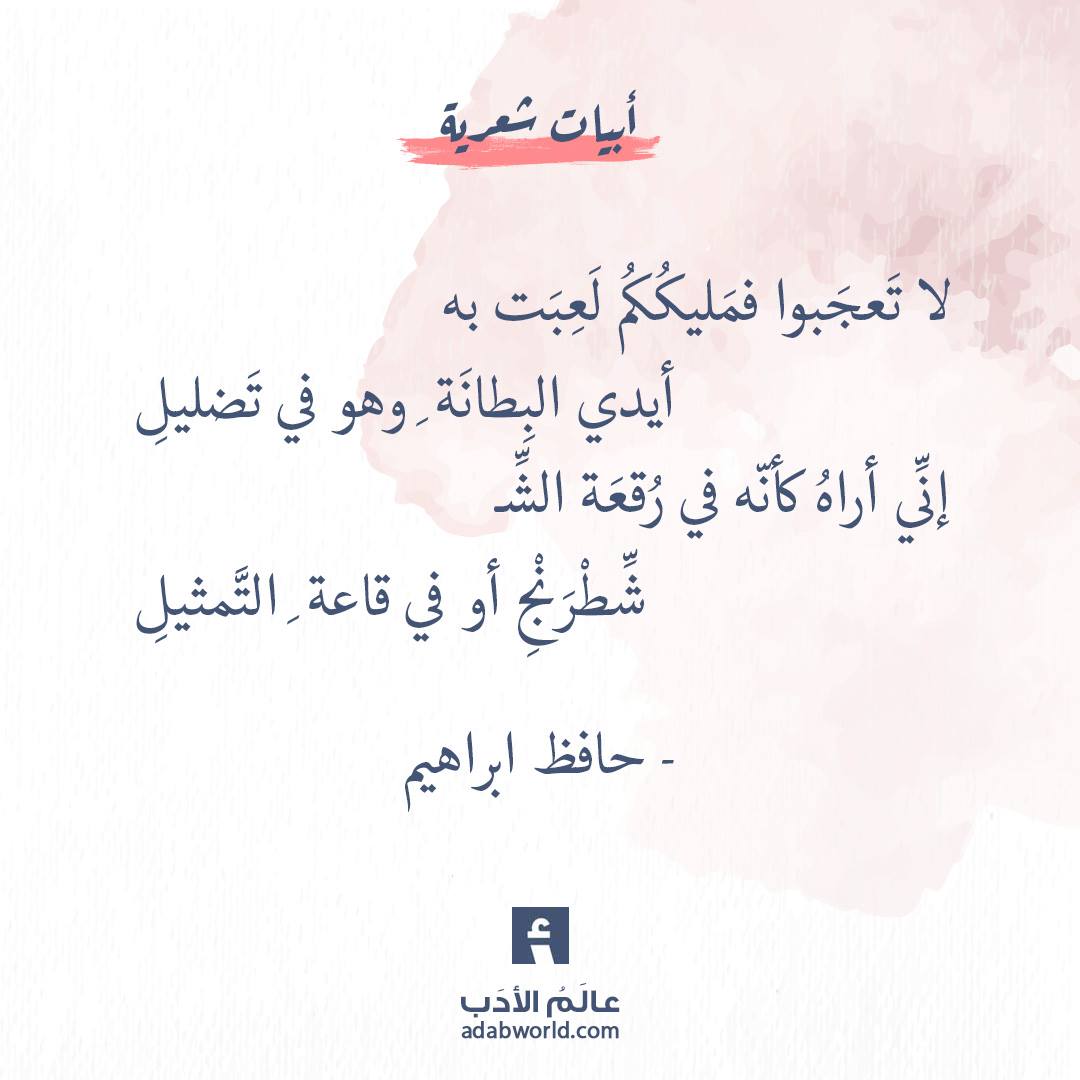 أبيات شعرية
لا تَعجَبوا فمَليكُكُم لَعِبَت به
أيدي البِطانَة ِ وهو في تَضليلِ
إنِّي أراهُ كأنّه في رُقعَة الشِّـ
شِّطْرَنْجِ أو في قاعة ِ التَّمثيلِ
- حافظ ابراهيم
أ
عالَمُ الأدَب
adabworld.com